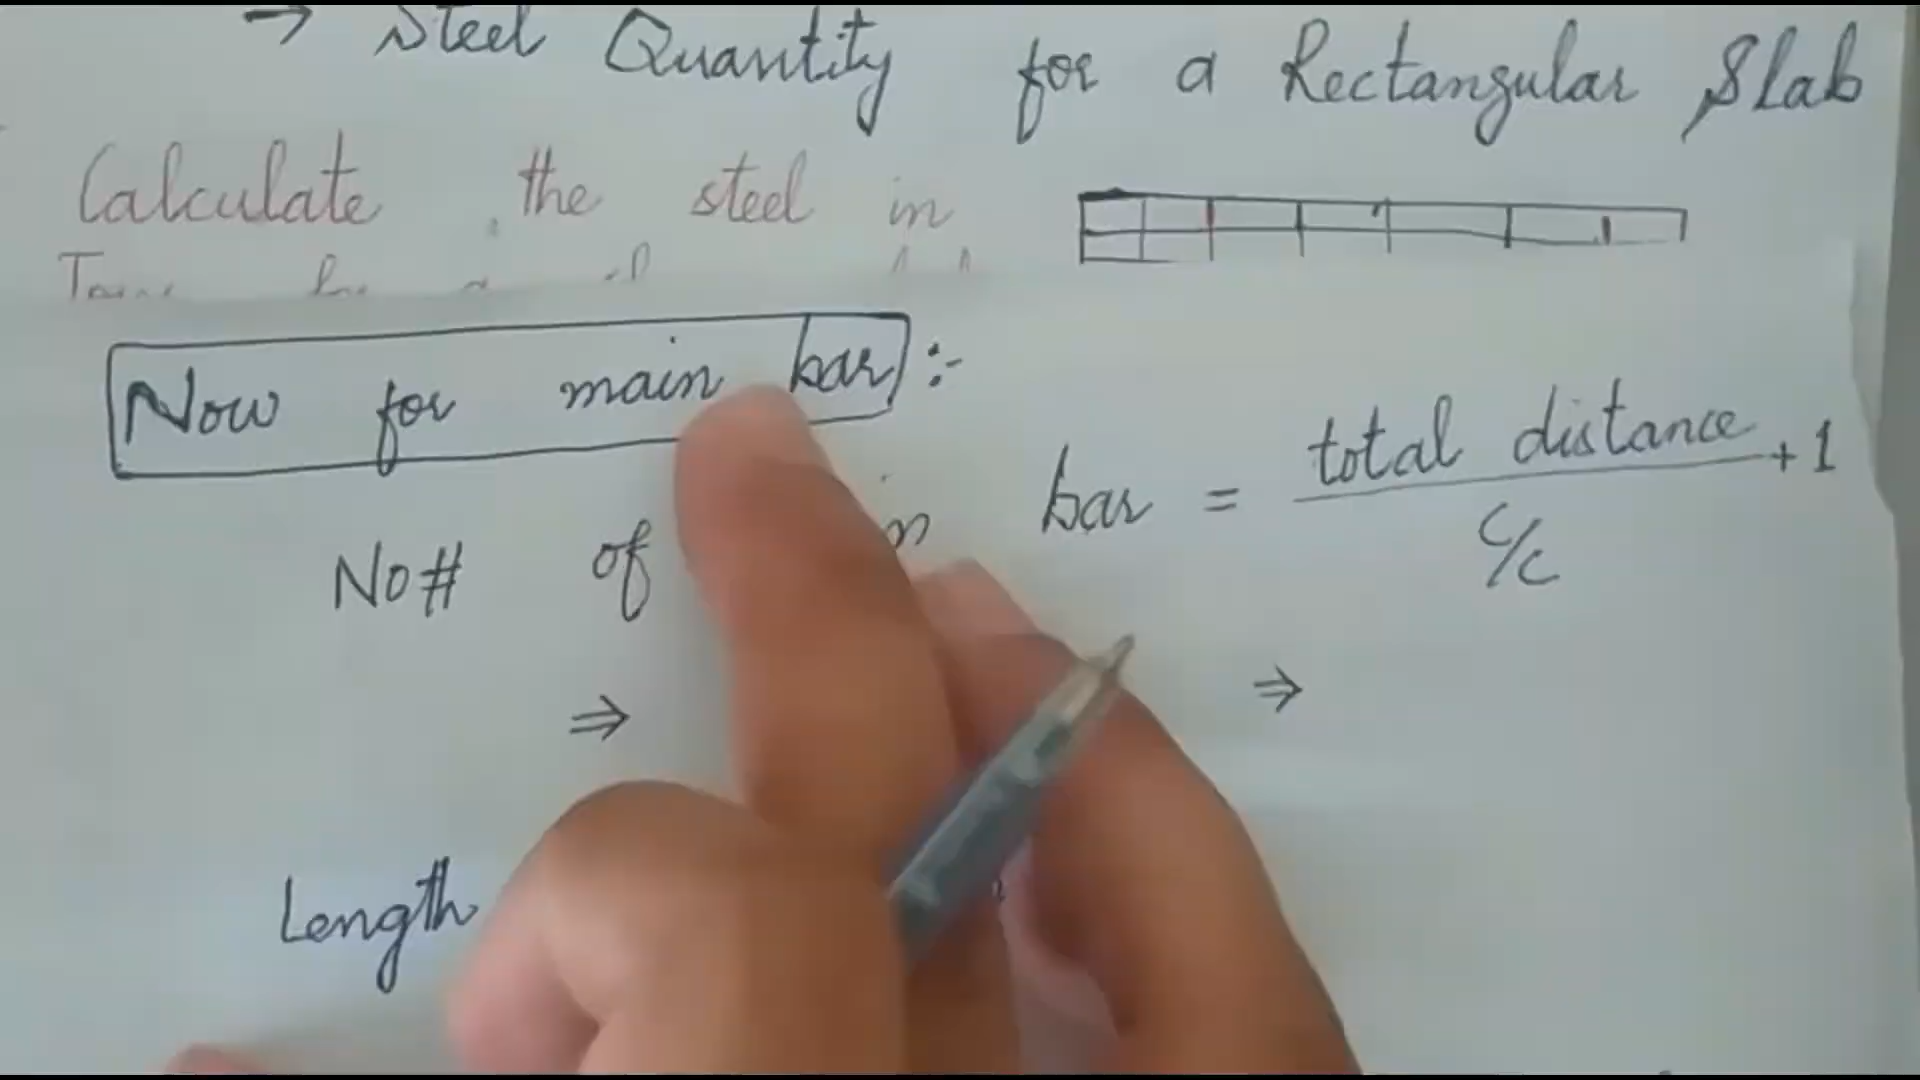 → Steel Quantity for a Rectangular Slab
Calculate the steel in
Now for main bar :-
No# of bar = total distance / c/c + 1
⇒ ⇒
Length